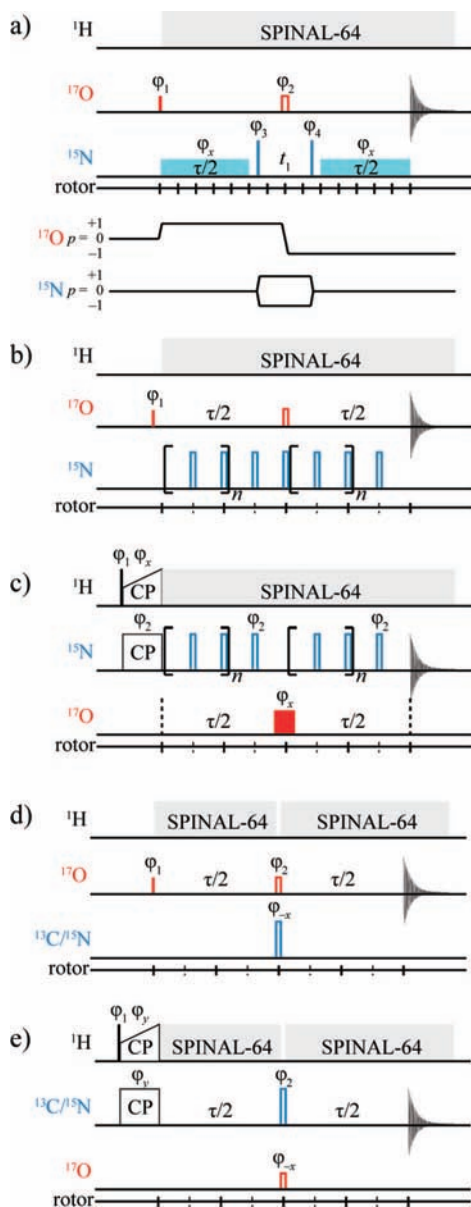 a) ¹H SPINAL-64
¹⁷O φ₁ φ₂
¹⁵N φₓ τ/2 φ₃ t₁ φ₄ φₓ τ/2
rotor
¹⁷O p = +1 0 −1
¹⁵N p = +1 0 −1
b) ¹H SPINAL-64
¹⁷O φ₁ τ/2 τ/2
¹⁵N n n
rotor
c) ¹H φ₁ φₓ CP SPINAL-64
¹⁵N φ₂ CP n φ₂ n φ₂
¹⁷O τ/2 φₓ τ/2
rotor
d) ¹H SPINAL-64 SPINAL-64
¹⁷O φ₁ τ/2 φ₂ τ/2
¹³C/¹⁵N φ₋ₓ
rotor
e) ¹H φ₁ φᵧ CP SPINAL-64 SPINAL-64
¹³C/¹⁵N φᵧ CP τ/2 φ₂ τ/2
¹⁷O φ₋ₓ
rotor